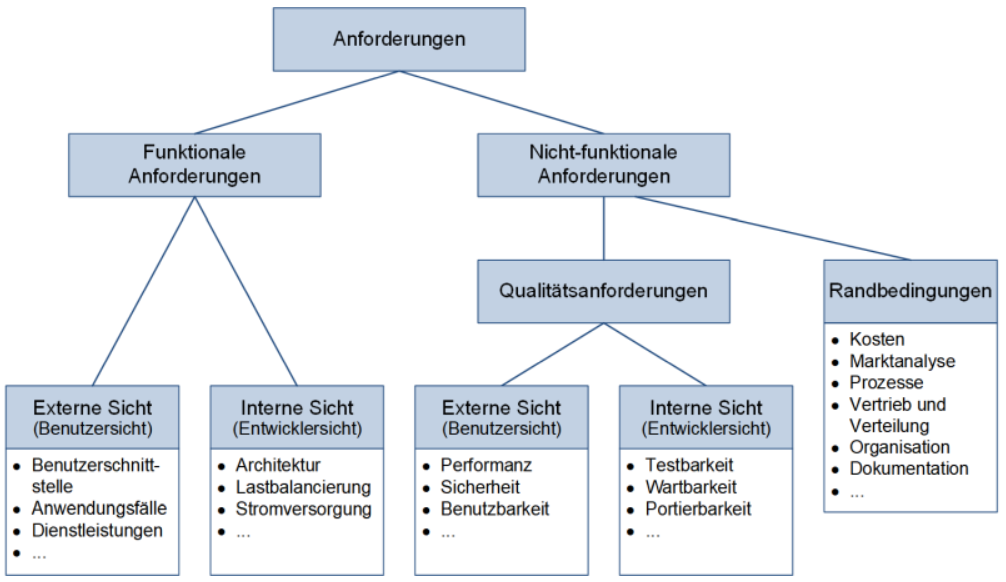 Anforderungen
Funktionale
Anforderungen
Nicht-funktionale
Anforderungen
Qualitätsanforderungen
Randbedingungen
• Kosten
• Marktanalyse
• Prozesse
• Vertrieb und
Verteilung
• Organisation
• Dokumentation
• ...
Externe Sicht
(Benutzersicht)
• Benutzerschnitt-
stelle
• Anwendungsfälle
• Dienstleistungen
• ...
Interne Sicht
(Entwicklersicht)
• Architektur
• Lastbalancierung
• Stromversorgung
• ...
Externe Sicht
(Benutzersicht)
• Performanz
• Sicherheit
• Benutzbarkeit
• ...
Interne Sicht
(Entwicklersicht)
• Testbarkeit
• Wartbarkeit
• Portierbarkeit
• ...